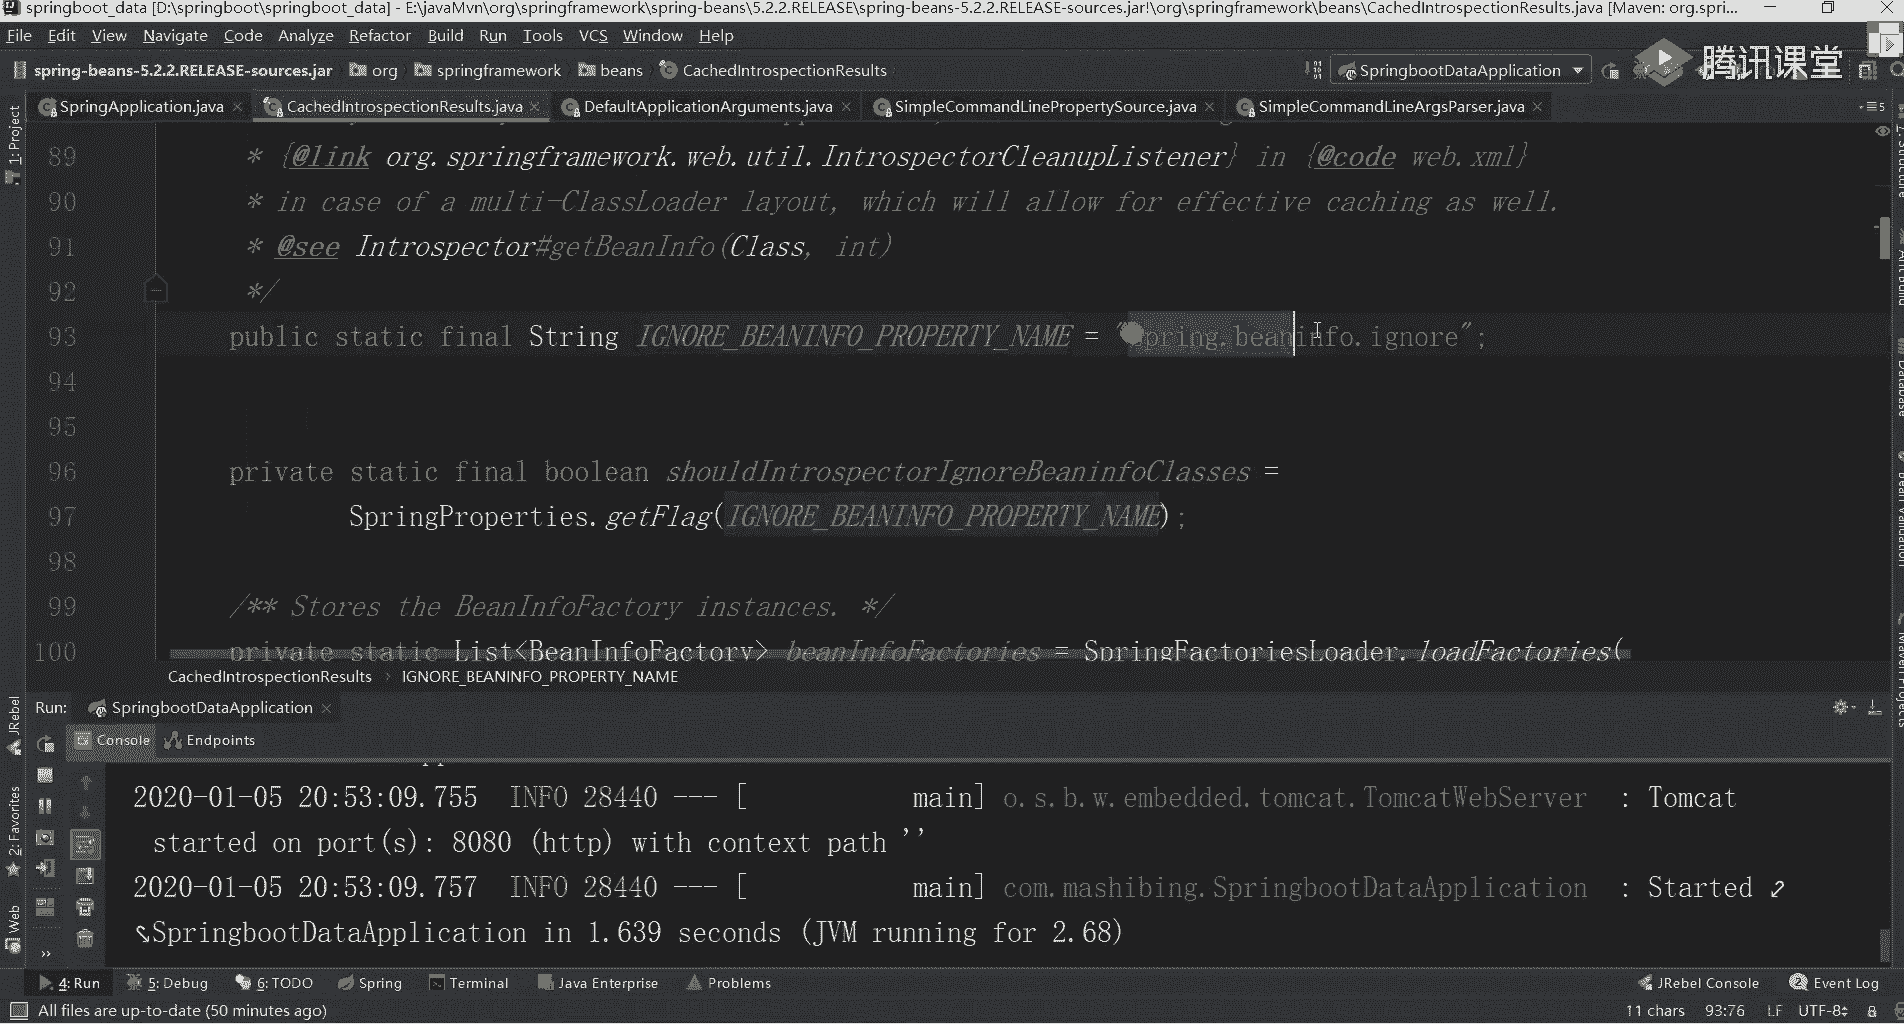 springboot_data [D:\springboot\springboot_data] - E:\javaMvn\org\springframework\spring-beans\5.2.2.RELEASE\spring-beans-5.2.2.RELEASE-sources.jar!\org\springframework\beans\CachedIntrospectionResults.java [Maven: org.spri...
File Edit View Navigate Code Analyze Refactor Build Run Tools VCS Window Help
spring-beans-5.2.2.RELEASE-sources.jar org springframework beans CachedIntrospectionResults SpringbootDataApplication 腾讯课堂
SpringApplication.java CachedIntrospectionResults.java DefaultApplicationArguments.java SimpleCommandLinePropertySource.java SimpleCommandLineArgsParser.java 5
1: Project
89 * {@link org.springframework.web.util.IntrospectorCleanupListener} in {@code web.xml}
90 * in case of a multi-ClassLoader layout, which will allow for effective caching as well.
91 * @see Introspector#getBeanInfo(Class, int)
92 */
93 public static final String IGNORE_BEANINFO_PROPERTY_NAME = "spring.beaninfo.ignore";
94
95
96 private static final boolean shouldIntrospectorIgnoreBeaninfoClasses =
97 SpringProperties.getFlag(IGNORE_BEANINFO_PROPERTY_NAME);
98
99 /** Stores the BeanInfoFactory instances. */
100 private static List<BeanInfoFactory> beanInfoFactories = SpringFactoriesLoader.loadFactories(
CachedIntrospectionResults › IGNORE_BEANINFO_PROPERTY_NAME
Run: SpringbootDataApplication
Console Endpoints
JRebel
2: Favorites
Web
2020-01-05 20:53:09.755 INFO 28440 --- [ main] o.s.b.w.embedded.tomcat.TomcatWebServer : Tomcat
started on port(s): 8080 (http) with context path ''
2020-01-05 20:53:09.757 INFO 28440 --- [ main] com.mashibing.SpringbootDataApplication : Started
SpringbootDataApplication in 1.639 seconds (JVM running for 2.68)
4: Run 5: Debug 6: TODO Spring Terminal Java Enterprise Problems JRebel Console Event Log
All files are up-to-date (50 minutes ago) 11 chars 93:76 LF UTF-8